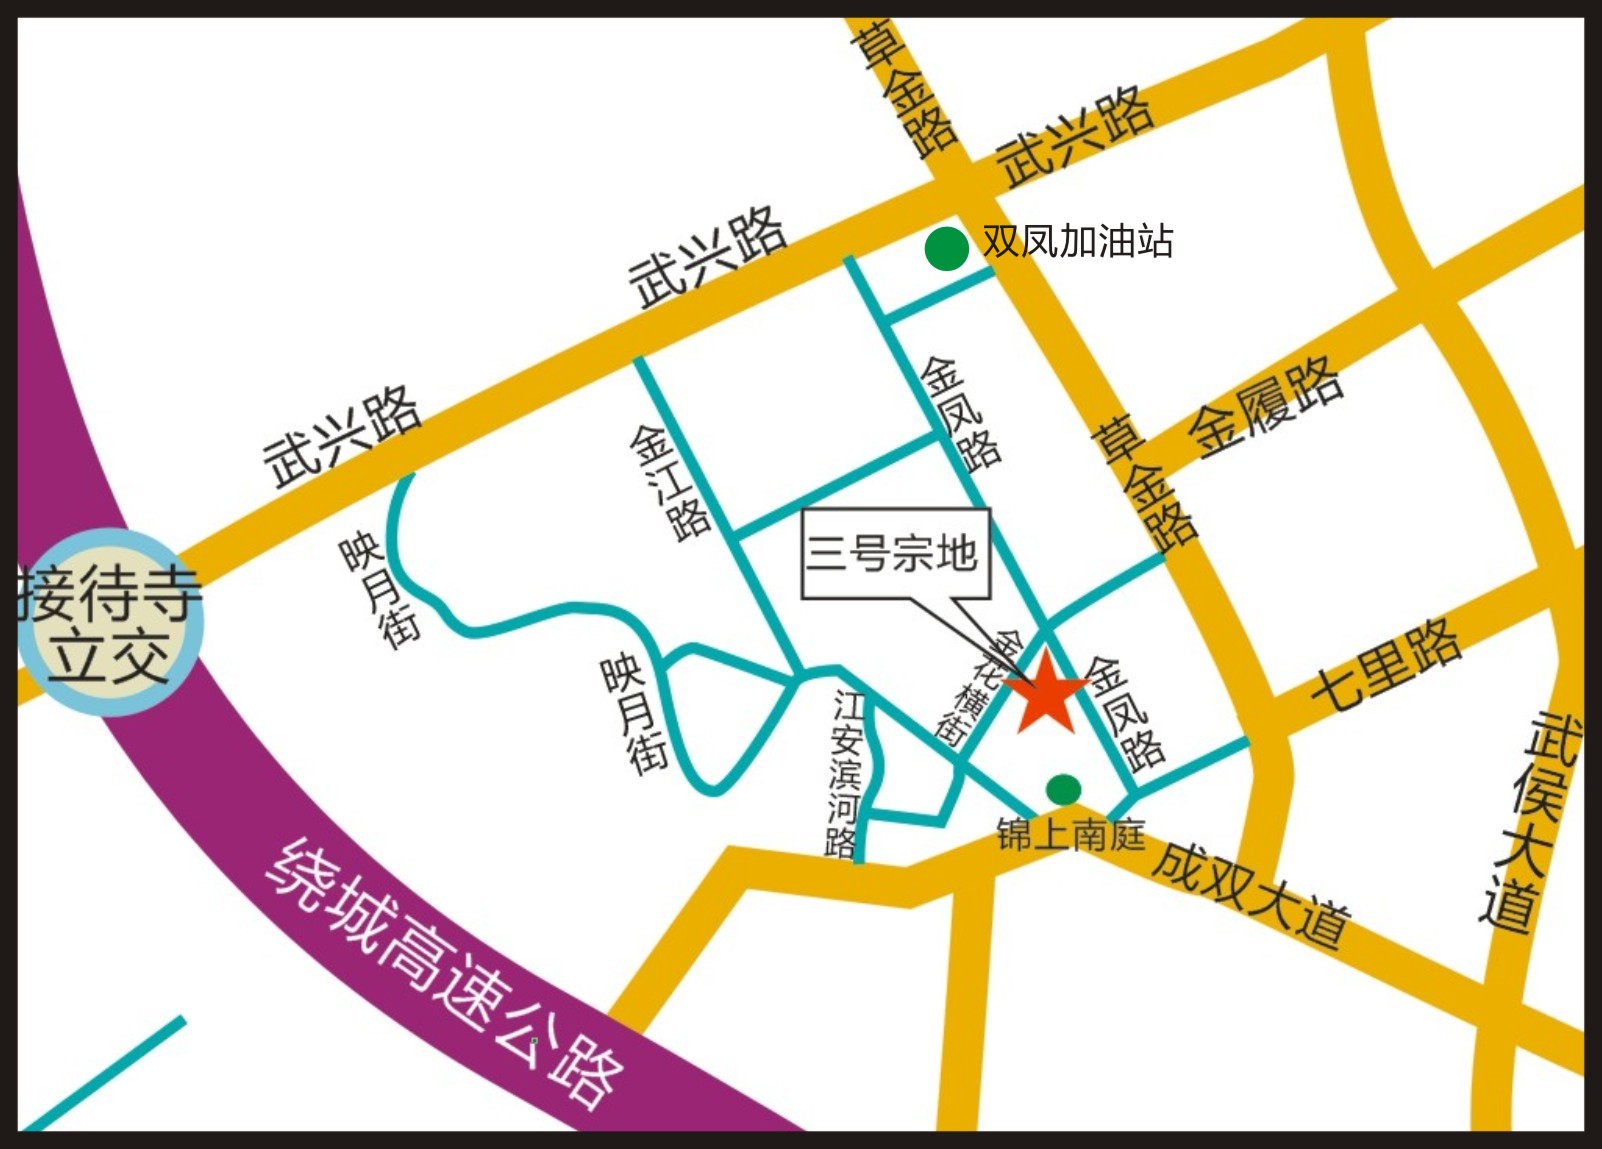 草金路
武兴路
双凤加油站
武兴路
金凤路
金履路
武兴路
金江路
草金路
映月街
三号宗地
接待寺
立交
金花横街
七里路
映月街
金凤路
江安滨河路
武侯大道
锦上南庭
成双大道
绕城高速公路